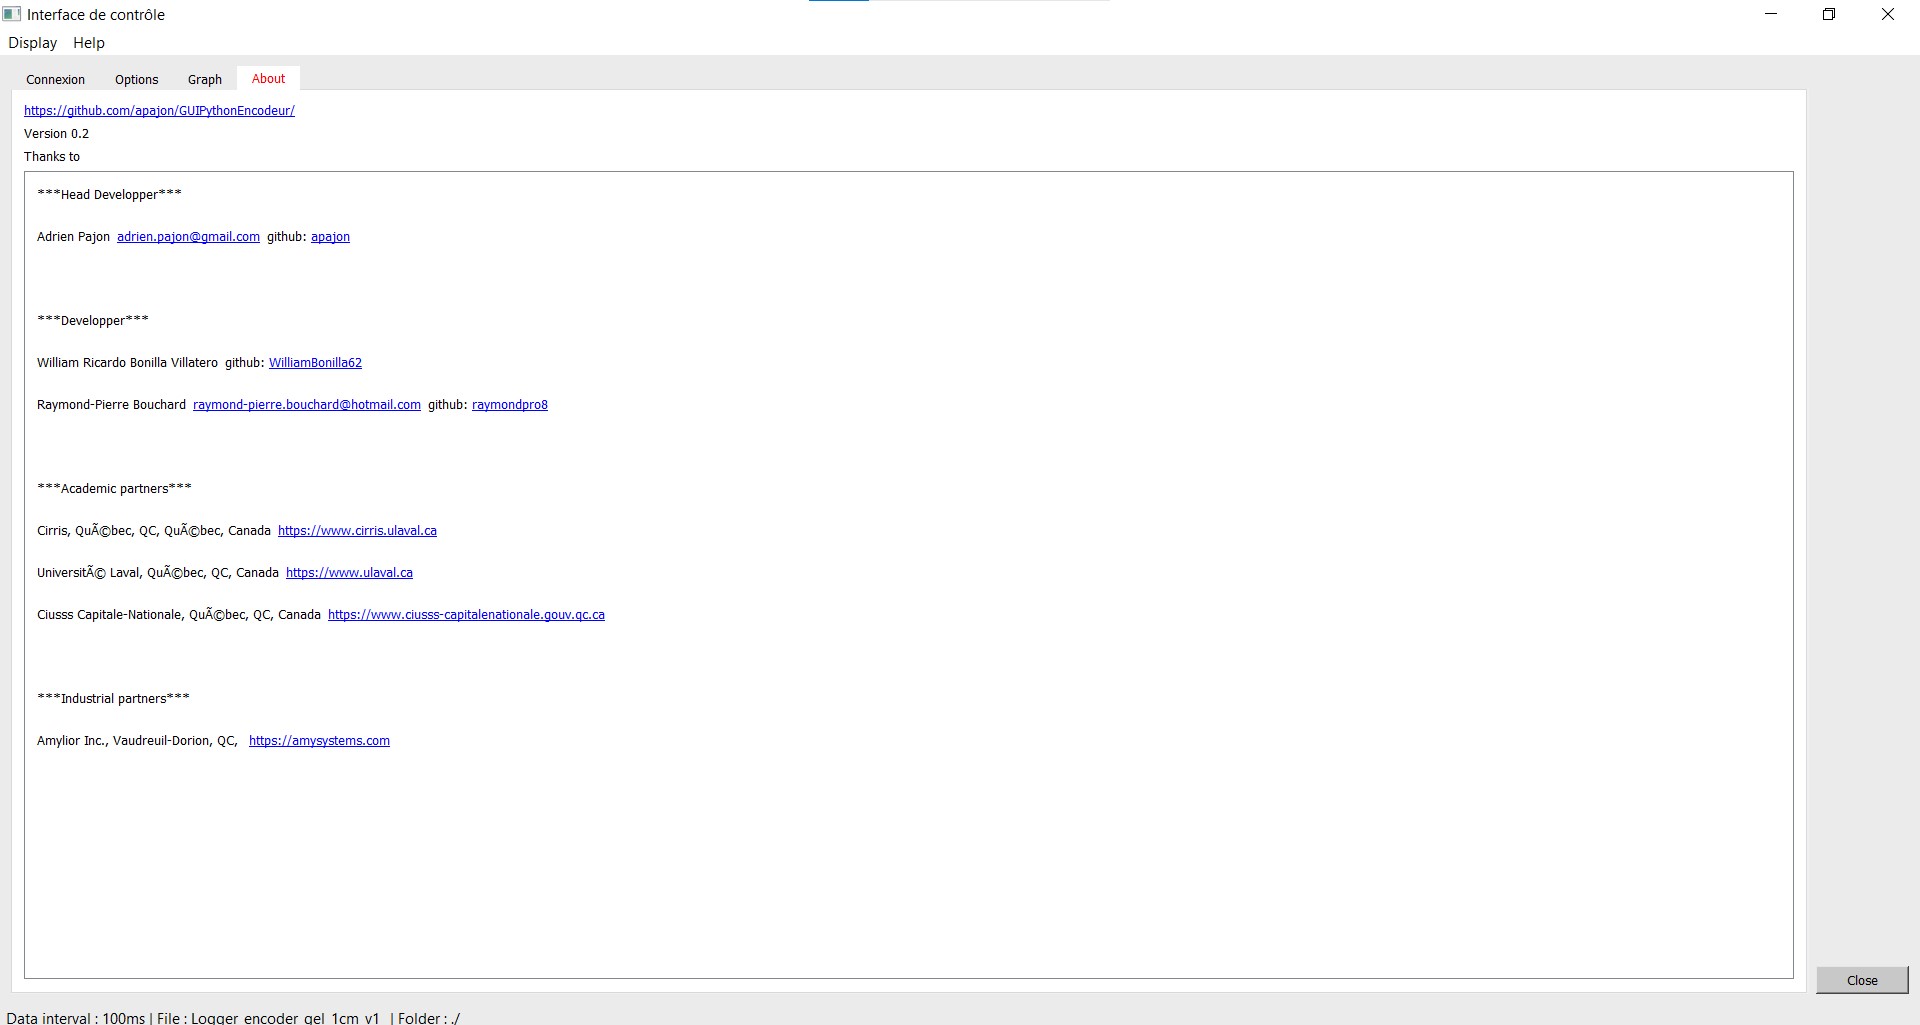 Interface de contrôle
Display Help
Connexion Options Graph About
https://github.com/apajon/GUIPythonEncodeur/
Version 0.2
Thanks to
***Head Developper***
Adrien Pajon adrien.pajon@gmail.com github: apajon
***Developper***
William Ricardo Bonilla Villatero github: WilliamBonilla62
Raymond-Pierre Bouchard raymond-pierre.bouchard@hotmail.com github: raymondpro8
***Academic partners***
Cirris, QuÃ©bec, QC, QuÃ©bec, Canada https://www.cirris.ulaval.ca
UniversitÃ© Laval, QuÃ©bec, QC, Canada https://www.ulaval.ca
Ciusss Capitale-Nationale, QuÃ©bec, QC, Canada https://www.ciusss-capitalenationale.gouv.qc.ca
***Industrial partners***
Amylior Inc., Vaudreuil-Dorion, QC, https://amysystems.com
Close
Data interval : 100ms | File : Logger_encoder_gel_1cm_v1_ | Folder : ./